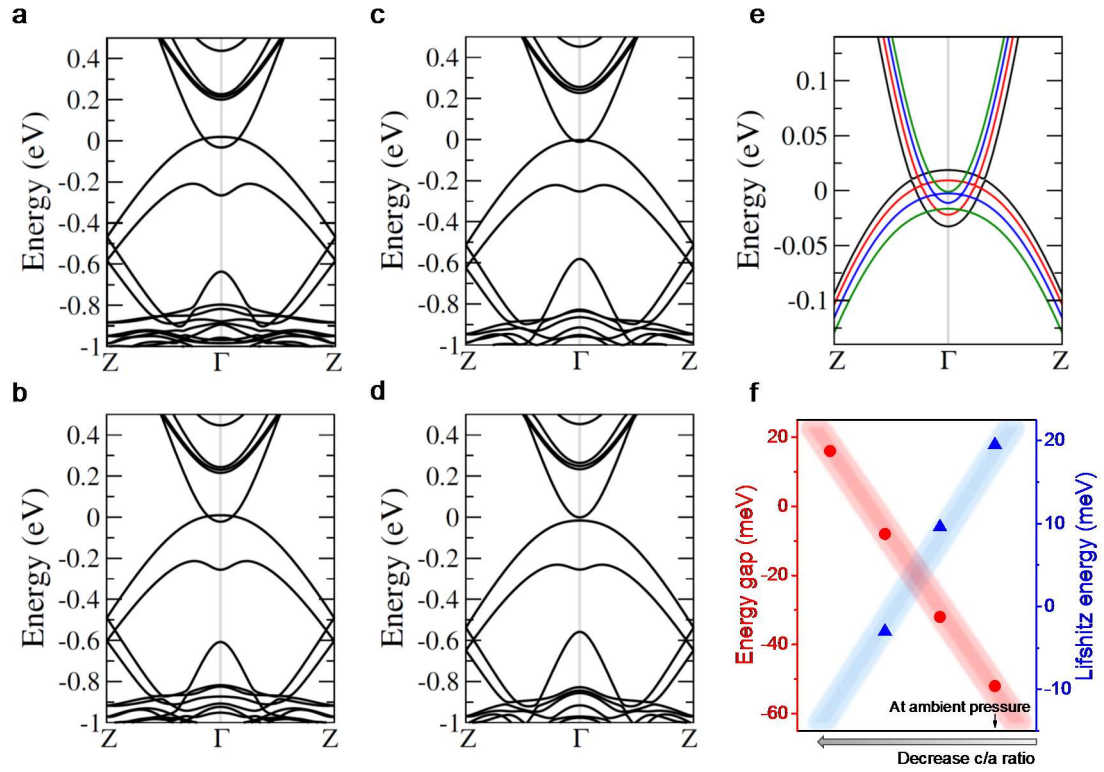 a
Energy (eV)
0.4
0.2
0
-0.2
-0.4
-0.6
-0.8
-1
Z Γ Z
c
Energy (eV)
0.4
0.2
0
-0.2
-0.4
-0.6
-0.8
-1
Z Γ Z
e
Energy (eV)
0.1
0.05
0
-0.05
-0.1
Z Γ Z
b
Energy (eV)
0.4
0.2
0
-0.2
-0.4
-0.6
-0.8
-1
Z Γ Z
d
Energy (eV)
0.4
0.2
0
-0.2
-0.4
-0.6
-0.8
-1
Z Γ Z
f
Energy gap (meV)
20
0
-20
-40
-60
Lifshitz energy (meV)
20
10
0
-10
At ambient pressure
Decrease c/a ratio